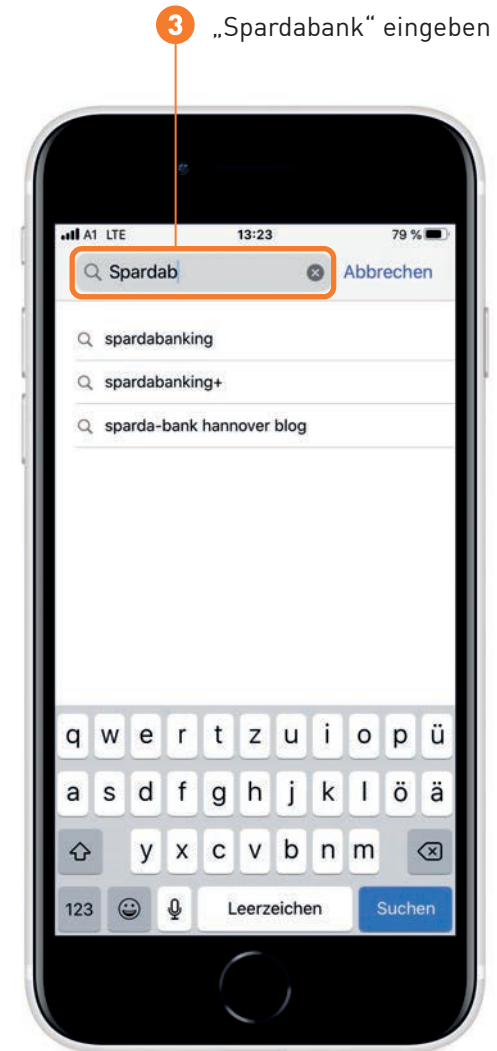 3 „Spardabank“ eingeben
A1 LTE 13:23 79 %
Spardab Abbrechen
spardabanking
spardabanking+
sparda-bank hannover blog
q w e r t z u i o p ü
a s d f g h j k l ö ä
y x c v b n m
123 Leerzeichen Suchen